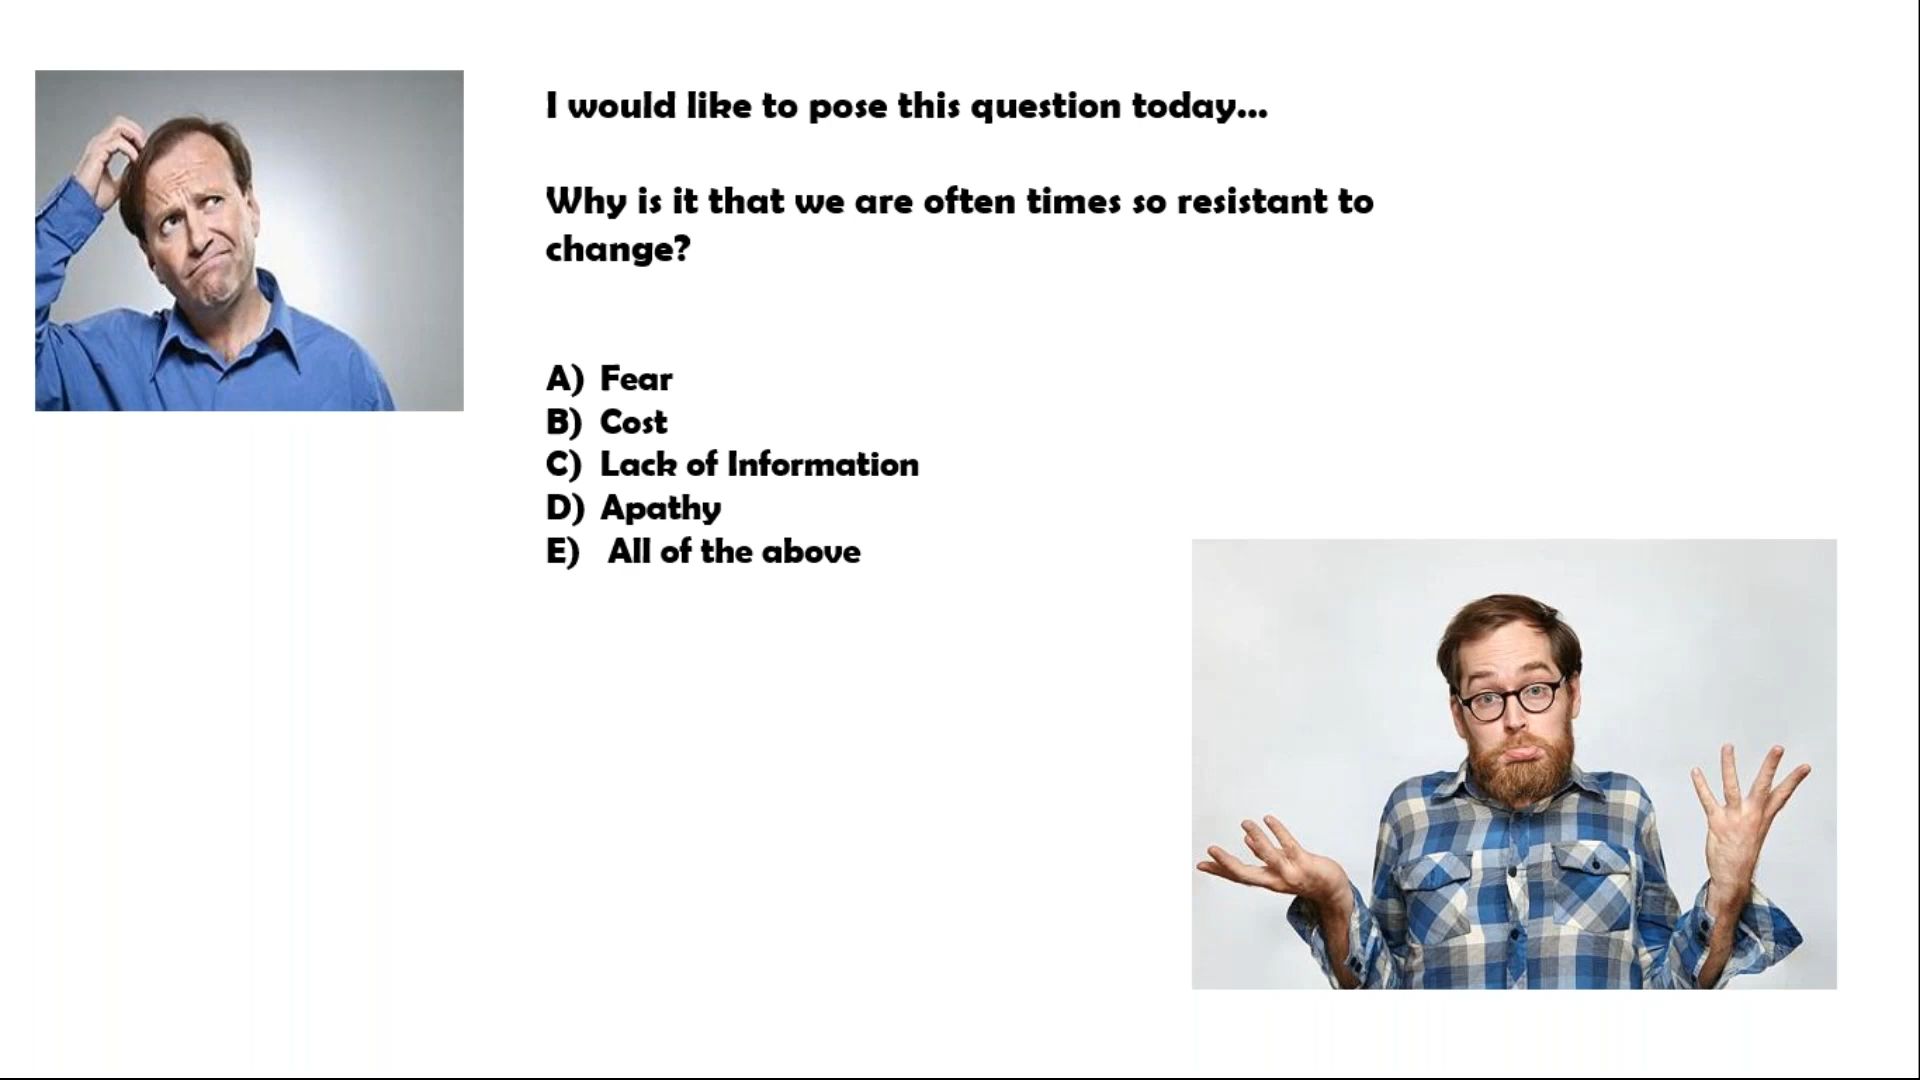 I would like to pose this question today...
Why is it that we are often times so resistant to
change?
A) Fear
B) Cost
C) Lack of Information
D) Apathy
E) All of the above